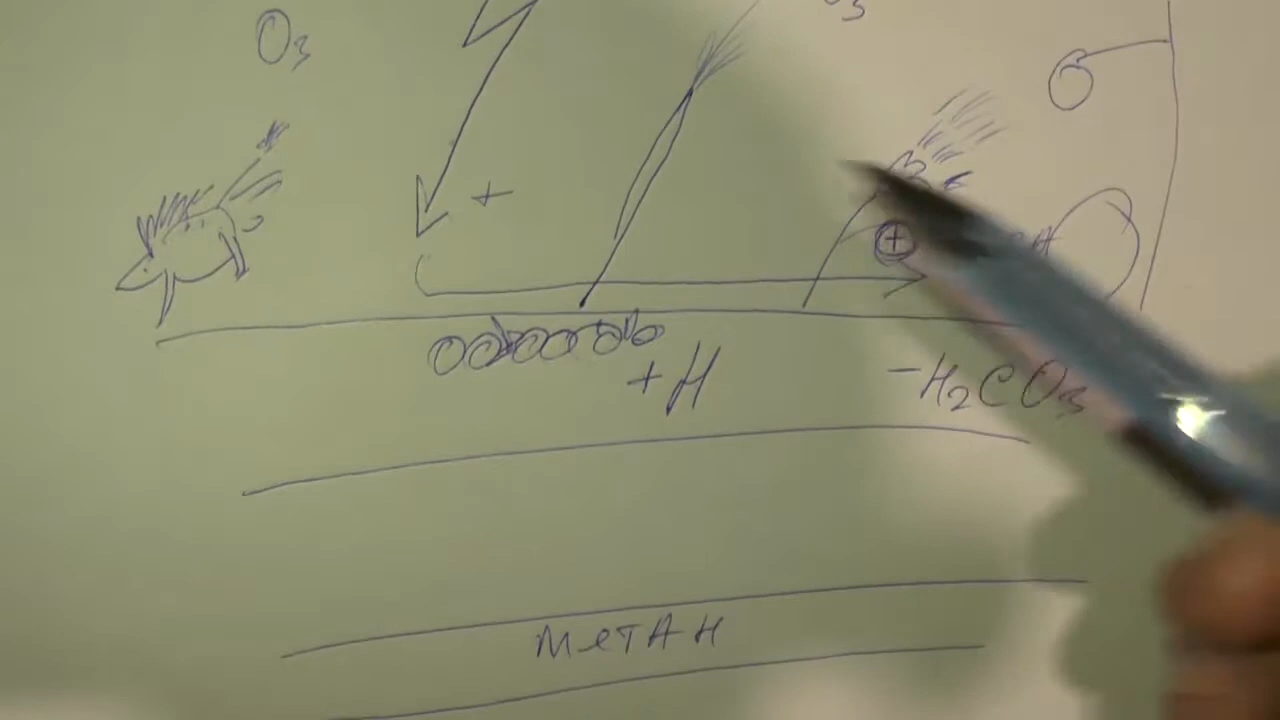 O₃
+
+
+H
-H₂CO₃
метан